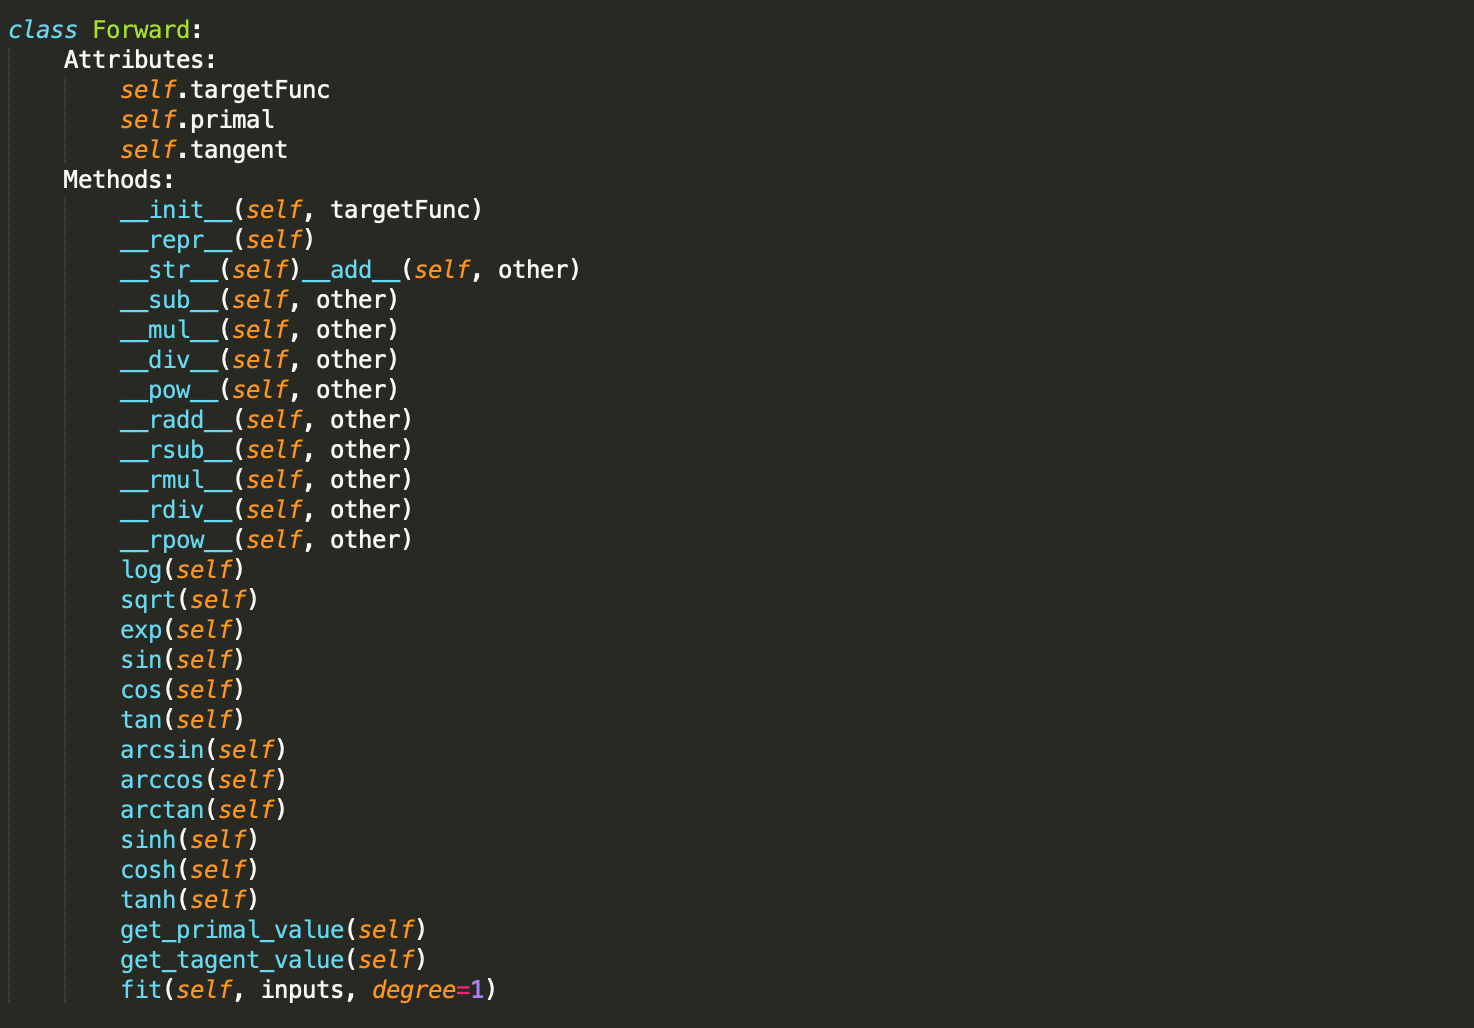 class Forward:
    Attributes:
        self.targetFunc
        self.primal
        self.tangent
    Methods:
        __init__(self, targetFunc)
        __repr__(self)
        __str__(self)__add__(self, other)
        __sub__(self, other)
        __mul__(self, other)
        __div__(self, other)
        __pow__(self, other)
        __radd__(self, other)
        __rsub__(self, other)
        __rmul__(self, other)
        __rdiv__(self, other)
        __rpow__(self, other)
        log(self)
        sqrt(self)
        exp(self)
        sin(self)
        cos(self)
        tan(self)
        arcsin(self)
        arccos(self)
        arctan(self)
        sinh(self)
        cosh(self)
        tanh(self)
        get_primal_value(self)
        get_tagent_value(self)
        fit(self, inputs, degree=1)